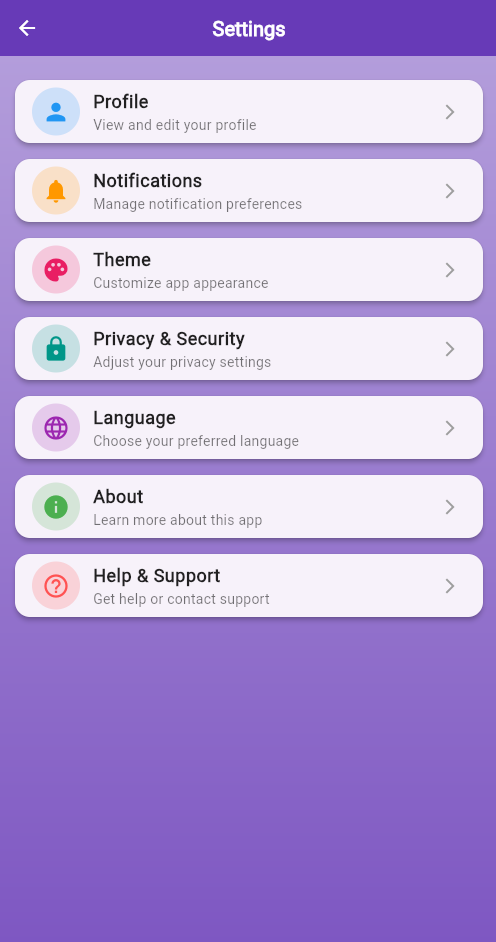 Settings
Profile
View and edit your profile
Notifications
Manage notification preferences
Theme
Customize app appearance
Privacy & Security
Adjust your privacy settings
Language
Choose your preferred language
About
Learn more about this app
Help & Support
Get help or contact support